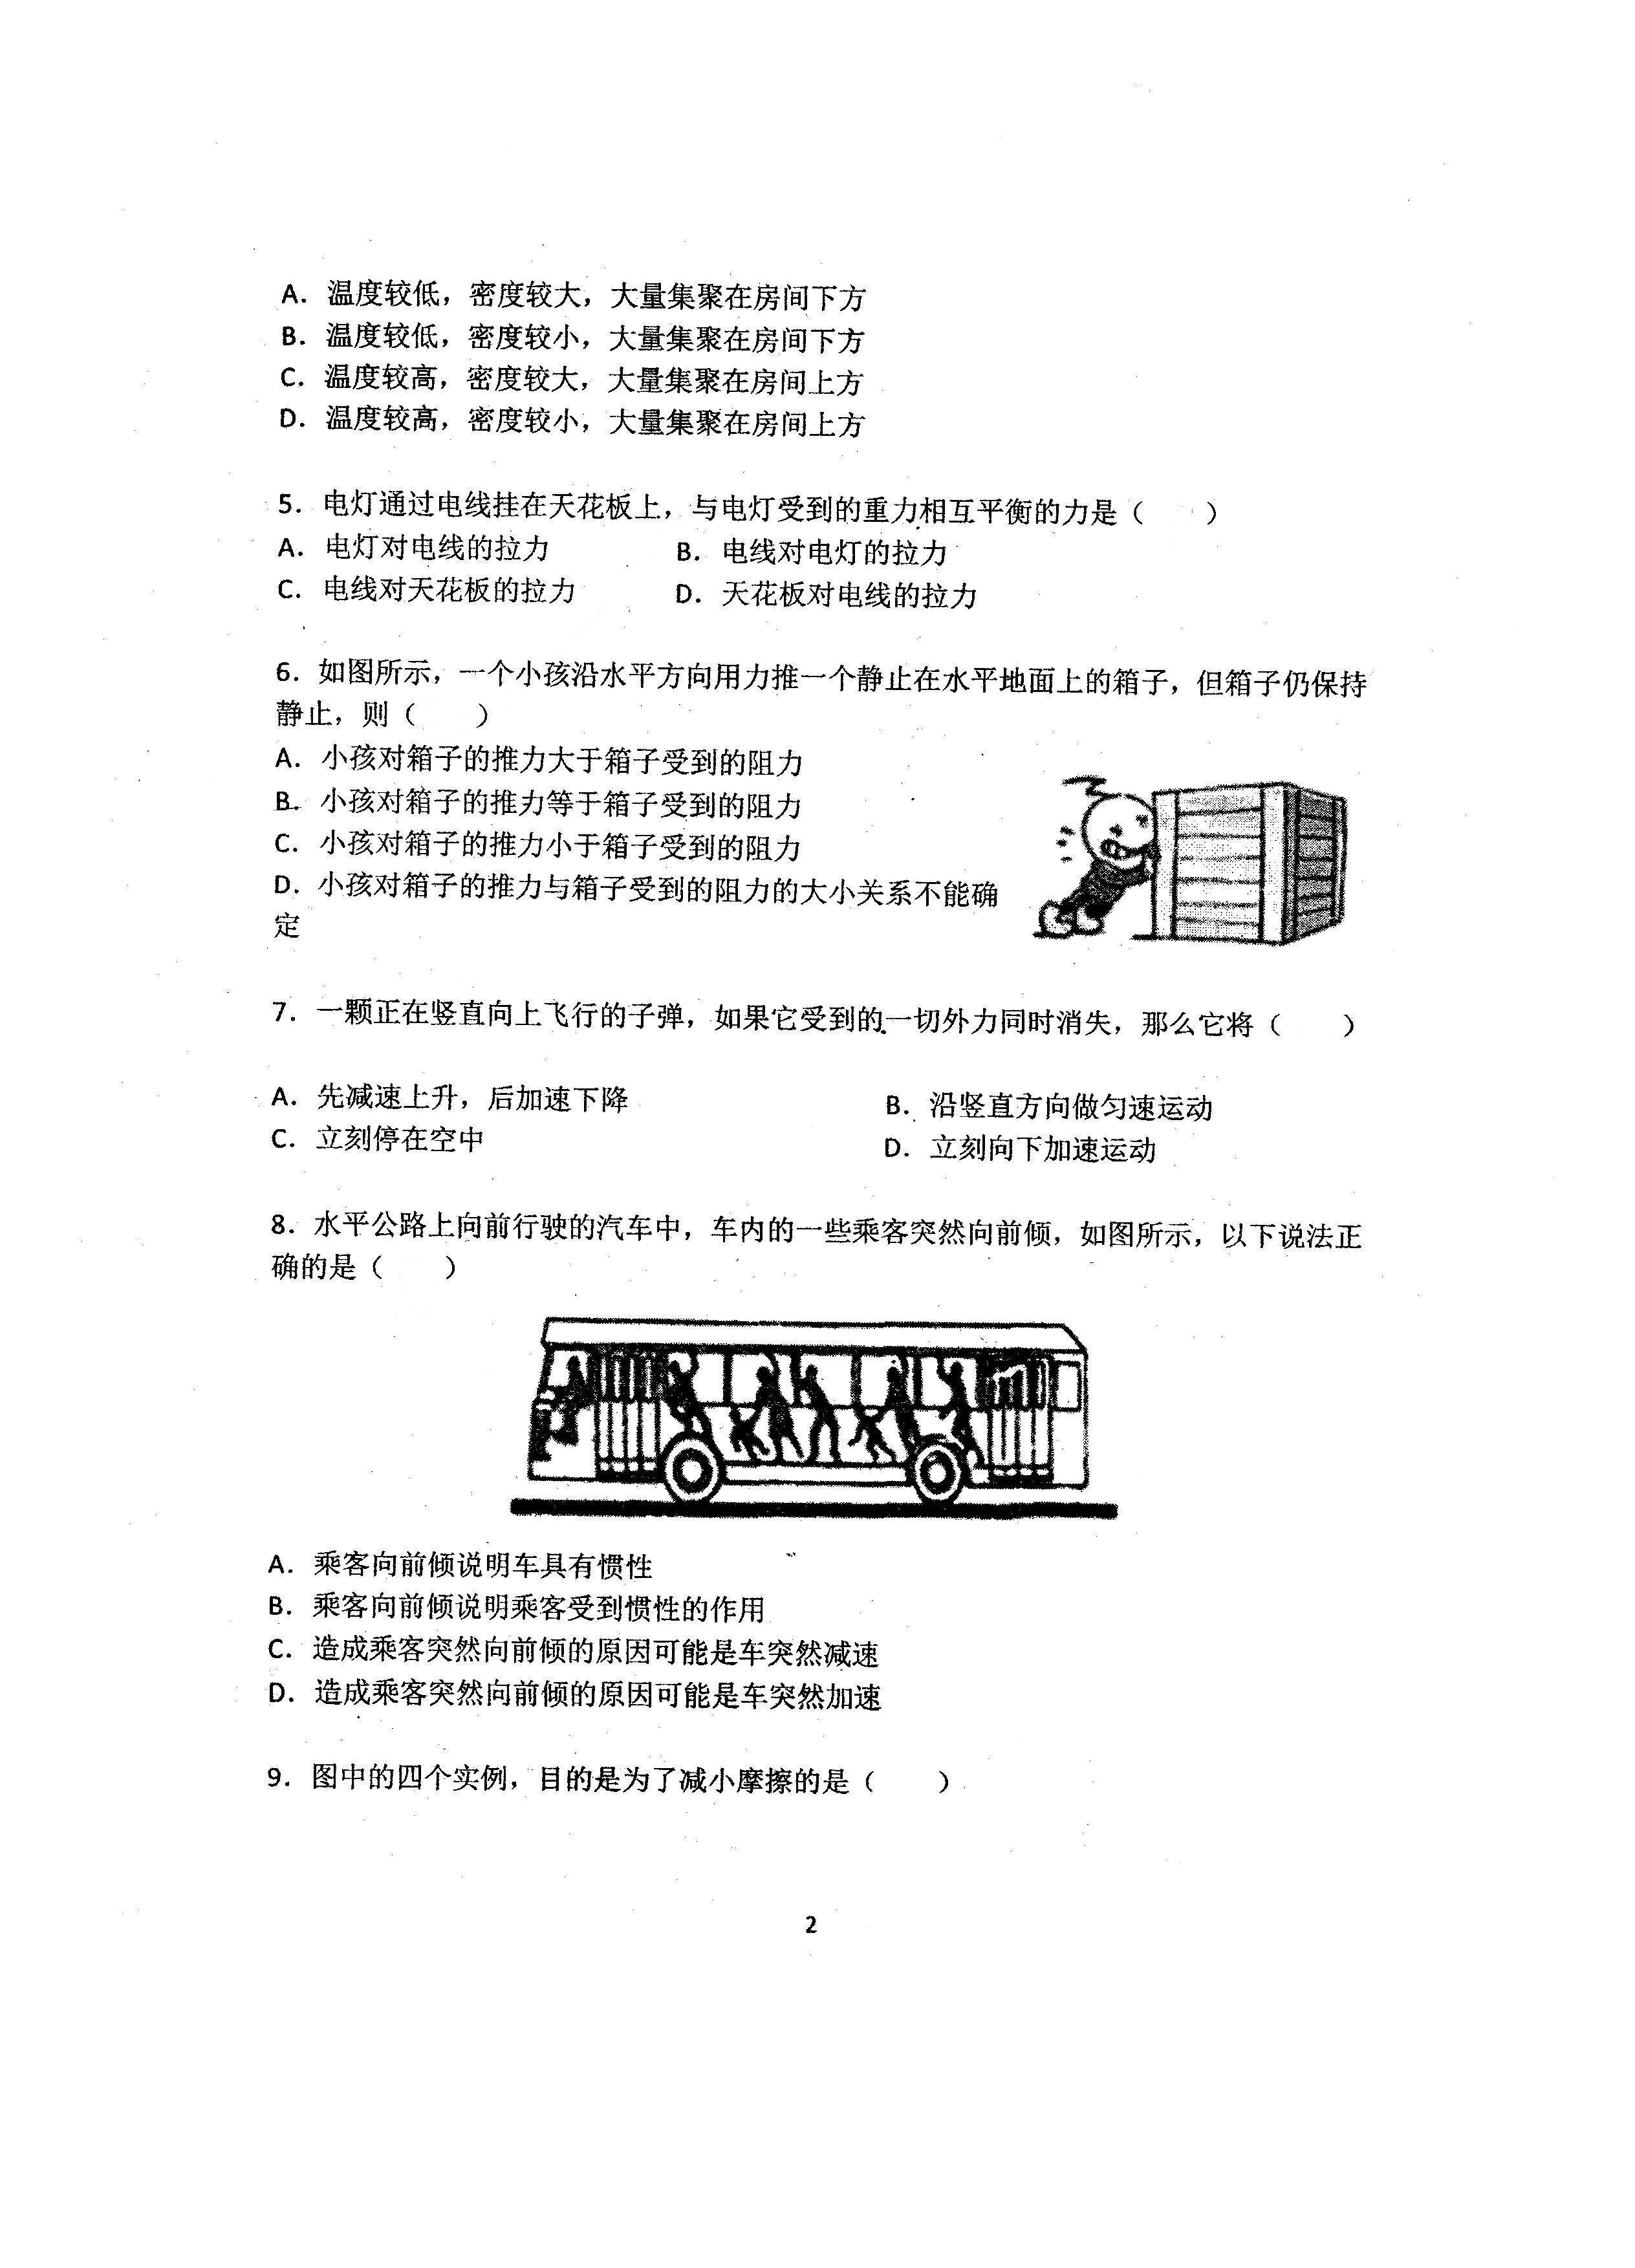 A．温度较低，密度较大，大量集聚在房间下方
B．温度较低，密度较小，大量集聚在房间下方
C．温度较高，密度较大，大量集聚在房间上方
D．温度较高，密度较小，大量集聚在房间上方
5．电灯通过电线挂在天花板上，与电灯受到的重力相互平衡的力是（　　）
A．电灯对电线的拉力　　B．电线对电灯的拉力
C．电线对天花板的拉力　　D．天花板对电线的拉力
6．如图所示，一个小孩沿水平方向用力推一个静止在水平地面上的箱子，但箱子仍保持
静止，则（　　）
A．小孩对箱子的推力大于箱子受到的阻力
B．小孩对箱子的推力等于箱子受到的阻力
C．小孩对箱子的推力小于箱子受到的阻力
D．小孩对箱子的推力与箱子受到的阻力的大小关系不能确
定
7．一颗正在竖直向上飞行的子弹，如果它受到的一切外力同时消失，那么它将（　　）
A．先减速上升，后加速下降　　B．沿竖直方向做匀速运动
C．立刻停在空中　　D．立刻向下加速运动
8．水平公路上向前行驶的汽车中，车内的一些乘客突然向前倾，如图所示，以下说法正
确的是（　　）
A．乘客向前倾说明车具有惯性
B．乘客向前倾说明乘客受到惯性的作用
C．造成乘客突然向前倾的原因可能是车突然减速
D．造成乘客突然向前倾的原因可能是车突然加速
9．图中的四个实例，目的是为了减小摩擦的是（　　）
2